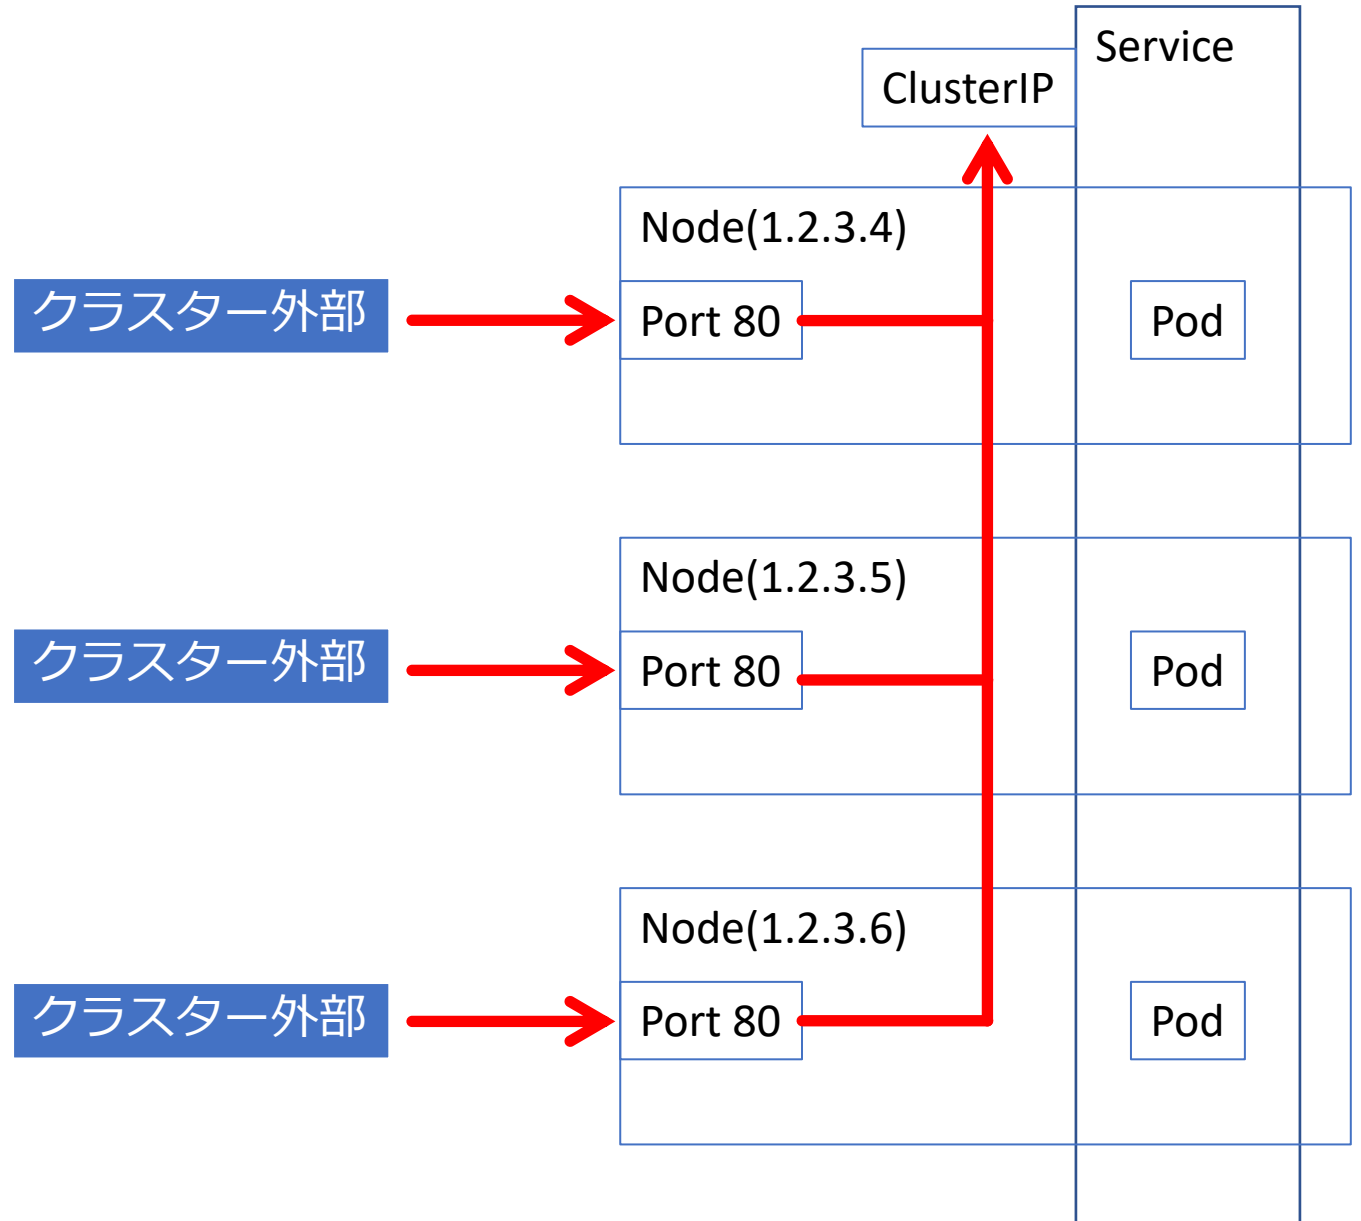 Service
ClusterIP
Node(1.2.3.4)
クラスター外部
Port 80
Pod
Node(1.2.3.5)
クラスター外部
Port 80
Pod
Node(1.2.3.6)
クラスター外部
Port 80
Pod